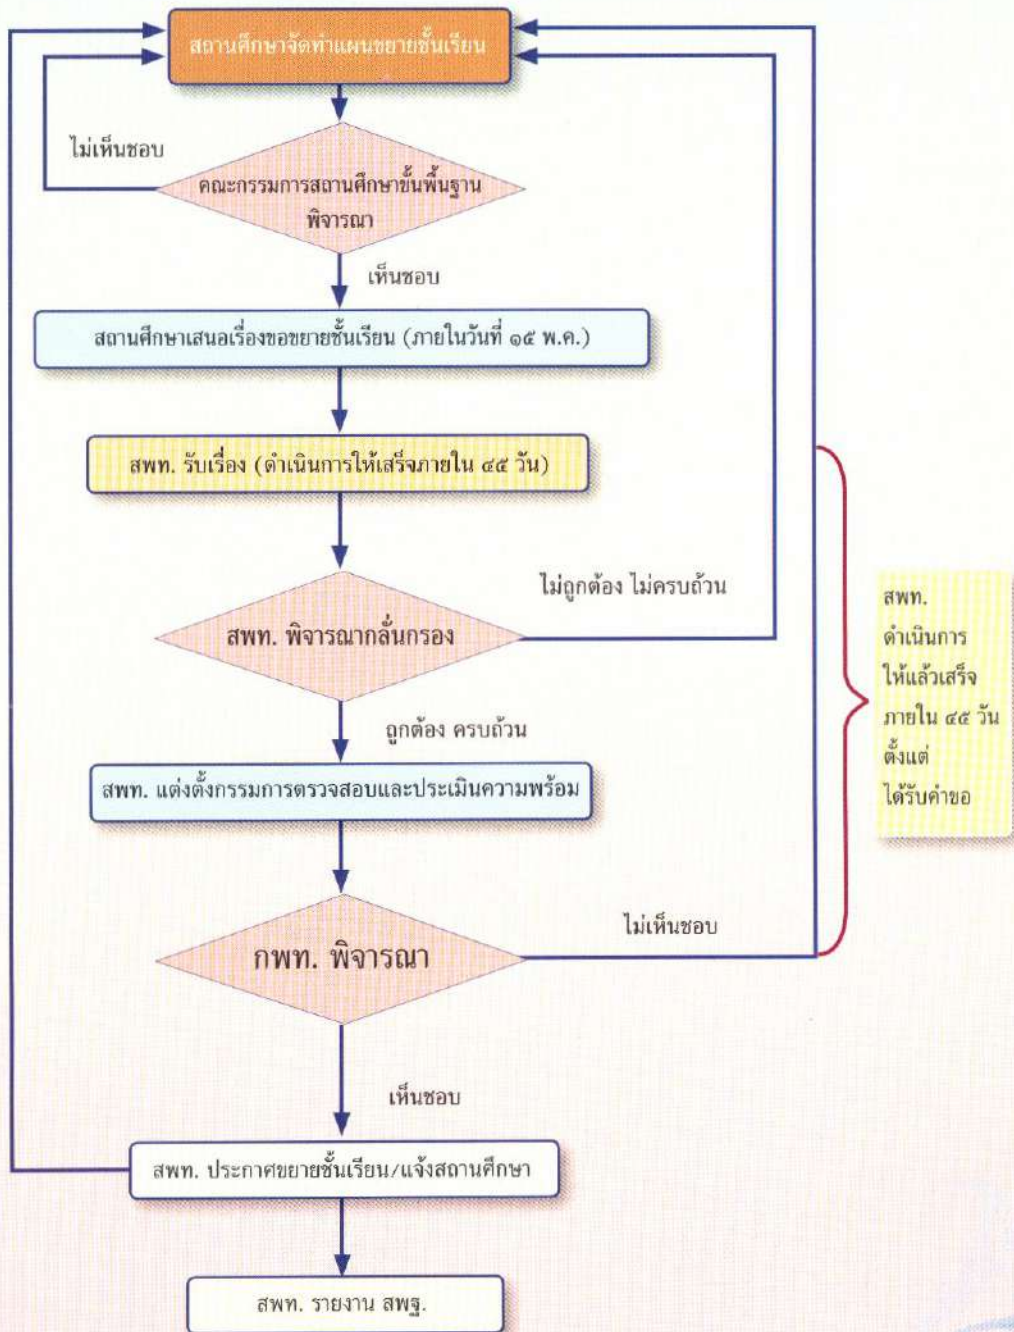 สถานศึกษาจัดทำแผนขยายชั้นเรียน
ไม่เห็นชอบ
คณะกรรมการสถานศึกษาขั้นพื้นฐาน
พิจารณา
เห็นชอบ
สถานศึกษาเสนอเรื่องขอขยายชั้นเรียน (ภายในวันที่ ๑๕ พ.ค.)
สพท. รับเรื่อง (ดำเนินการให้เสร็จภายใน ๔๕ วัน)
ไม่ถูกต้อง ไม่ครบถ้วน
สพท. พิจารณากลั่นกรอง
สพท.
ดำเนินการ
ให้แล้วเสร็จ
ภายใน ๔๕ วัน
ตั้งแต่
ได้รับคำขอ
ถูกต้อง ครบถ้วน
สพท. แต่งตั้งกรรมการตรวจสอบและประเมินความพร้อม
ไม่เห็นชอบ
กพท. พิจารณา
เห็นชอบ
สพท. ประกาศขยายชั้นเรียน/แจ้งสถานศึกษา
สพท. รายงาน สพฐ.